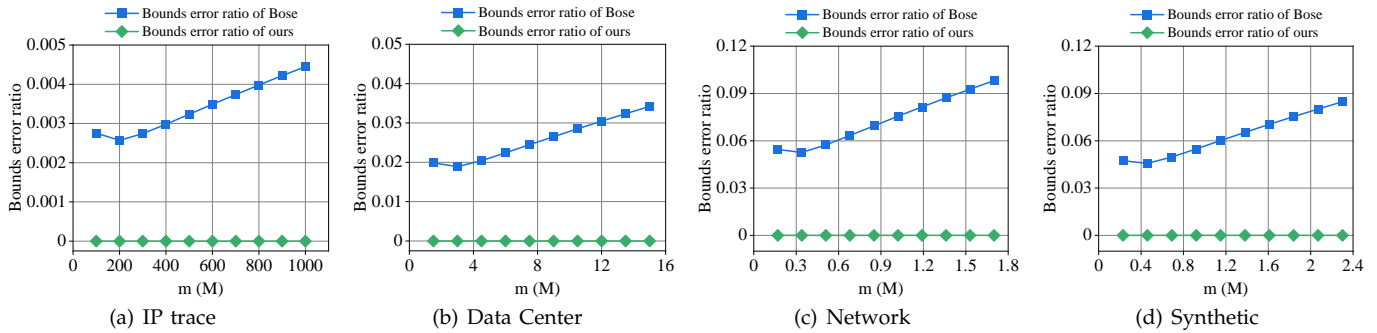 Bounds error ratio of Bose
Bounds error ratio of ours
Bounds error ratio
0.005
0.004
0.003
0.002
0.001
0
0 200 400 600 800 1000
m (M)
(a) IP trace
Bounds error ratio of Bose
Bounds error ratio of ours
Bounds error ratio
0.05
0.04
0.03
0.02
0.01
0
0 4 8 12 16
m (M)
(b) Data Center
Bounds error ratio of Bose
Bounds error ratio of ours
Bounds error ratio
0.12
0.09
0.06
0.03
0
0 0.3 0.6 0.9 1.2 1.5 1.8
m (M)
(c) Network
Bounds error ratio of Bose
Bounds error ratio of ours
Bounds error ratio
0.12
0.09
0.06
0.03
0
0 0.4 0.8 1.2 1.6 2 2.4
m (M)
(d) Synthetic